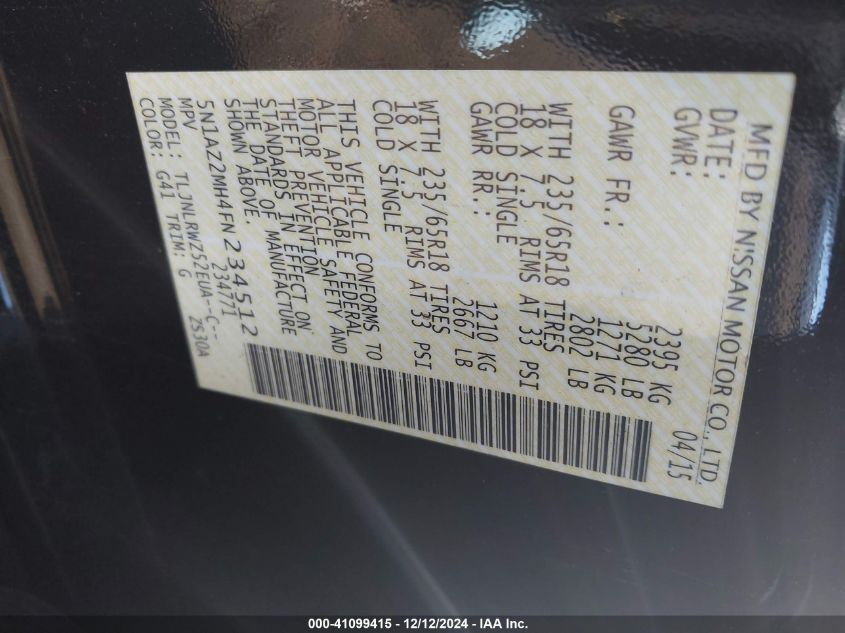 MFD BY NISSAN MOTOR CO., LTD.
DATE: 04/15
GVWR: 2395 KG
5280 LB
GAWR FR.: 1271 KG
2802 LB
WITH 235/65R18 TIRES
18 X 7.5 RIMS AT 33 PSI
COLD SINGLE
GAWR RR.: 1210 KG
2667 LB
WITH 235/65R18 TIRES
18 X 7.5 RIMS AT 33 PSI
COLD SINGLE
THIS VEHICLE CONFORMS TO
ALL APPLICABLE FEDERAL
MOTOR VEHICLE SAFETY AND
THEFT PREVENTION
STANDARDS IN EFFECT ON
THE DATE OF MANUFACTURE
SHOWN ABOVE.
5N1AZ2MH4FN234512
MPV 234771
MODEL: TLJNLRWZ52EUA--C--
COLOR: G41 TRIM: G ZS30A
000-41099415 - 12/12/2024 - IAA Inc.